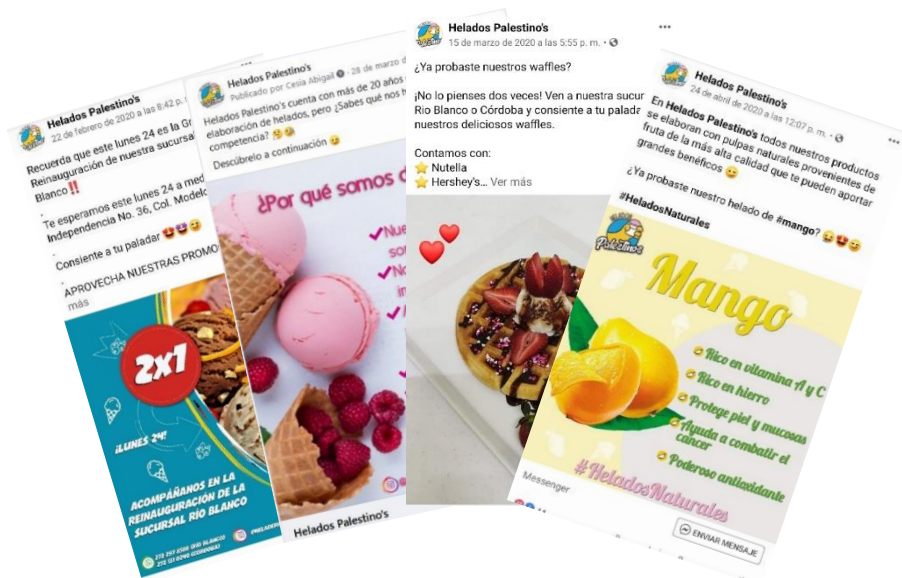 Helados Palestino's
22 de febrero de 2020 a las 8:42 p.
Recuerda que este lunes 24 es la
Reinauguración de nuestra sucursal
Blanco‼️
Te esperamos este lunes 24 a
Independencia No. 36, Col. Modelo
Consiente a tu paladar
APROVECHA NUESTRAS
más
2x1
¡LUNES 24!
ACOMPÁÑANOS EN LA
REINAUGURACIÓN DE LA
SUCURSAL RÍO BLANCO
Helados Palestino's
Publicado por Cesia Abigail · 28 de marzo
Helados Palestino's cuenta con más de 20 años
elaboración de helados, pero ¿Sabes qué nos
competencia?
Descúbrelo a continuación
¿Por qué somos
Helados Palestino's
Helados Palestino's
15 de marzo de 2020 a las 5:55 p. m. ·
¿Ya probaste nuestros waffles?
¡No lo pienses dos veces! Ven a nuestra
Rio Blanco o Córdoba y consiente a tu
nuestros deliciosos waffles.
Contamos con:
⭐ Nutella
⭐ Hershey's... Ver más
Helados Palestino's
24 de abril de 2020 a las 12:07 p. m. ·
En Helados Palestino's todos nuestros productos
se elaboran con pulpas naturales provenientes de
fruta de la más alta calidad que te pueden aportar
grandes benéficos
¿Ya probaste nuestro helado de #mango?
#HeladosNaturales
Palestino's
Mango
Rico en vitamina A y C
Rico en hierro
Protege piel y mucosas
Ayuda a combatir el
cáncer
Poderoso antioxidante
#HeladosNaturales
Messenger
ENVIAR MENSAJE